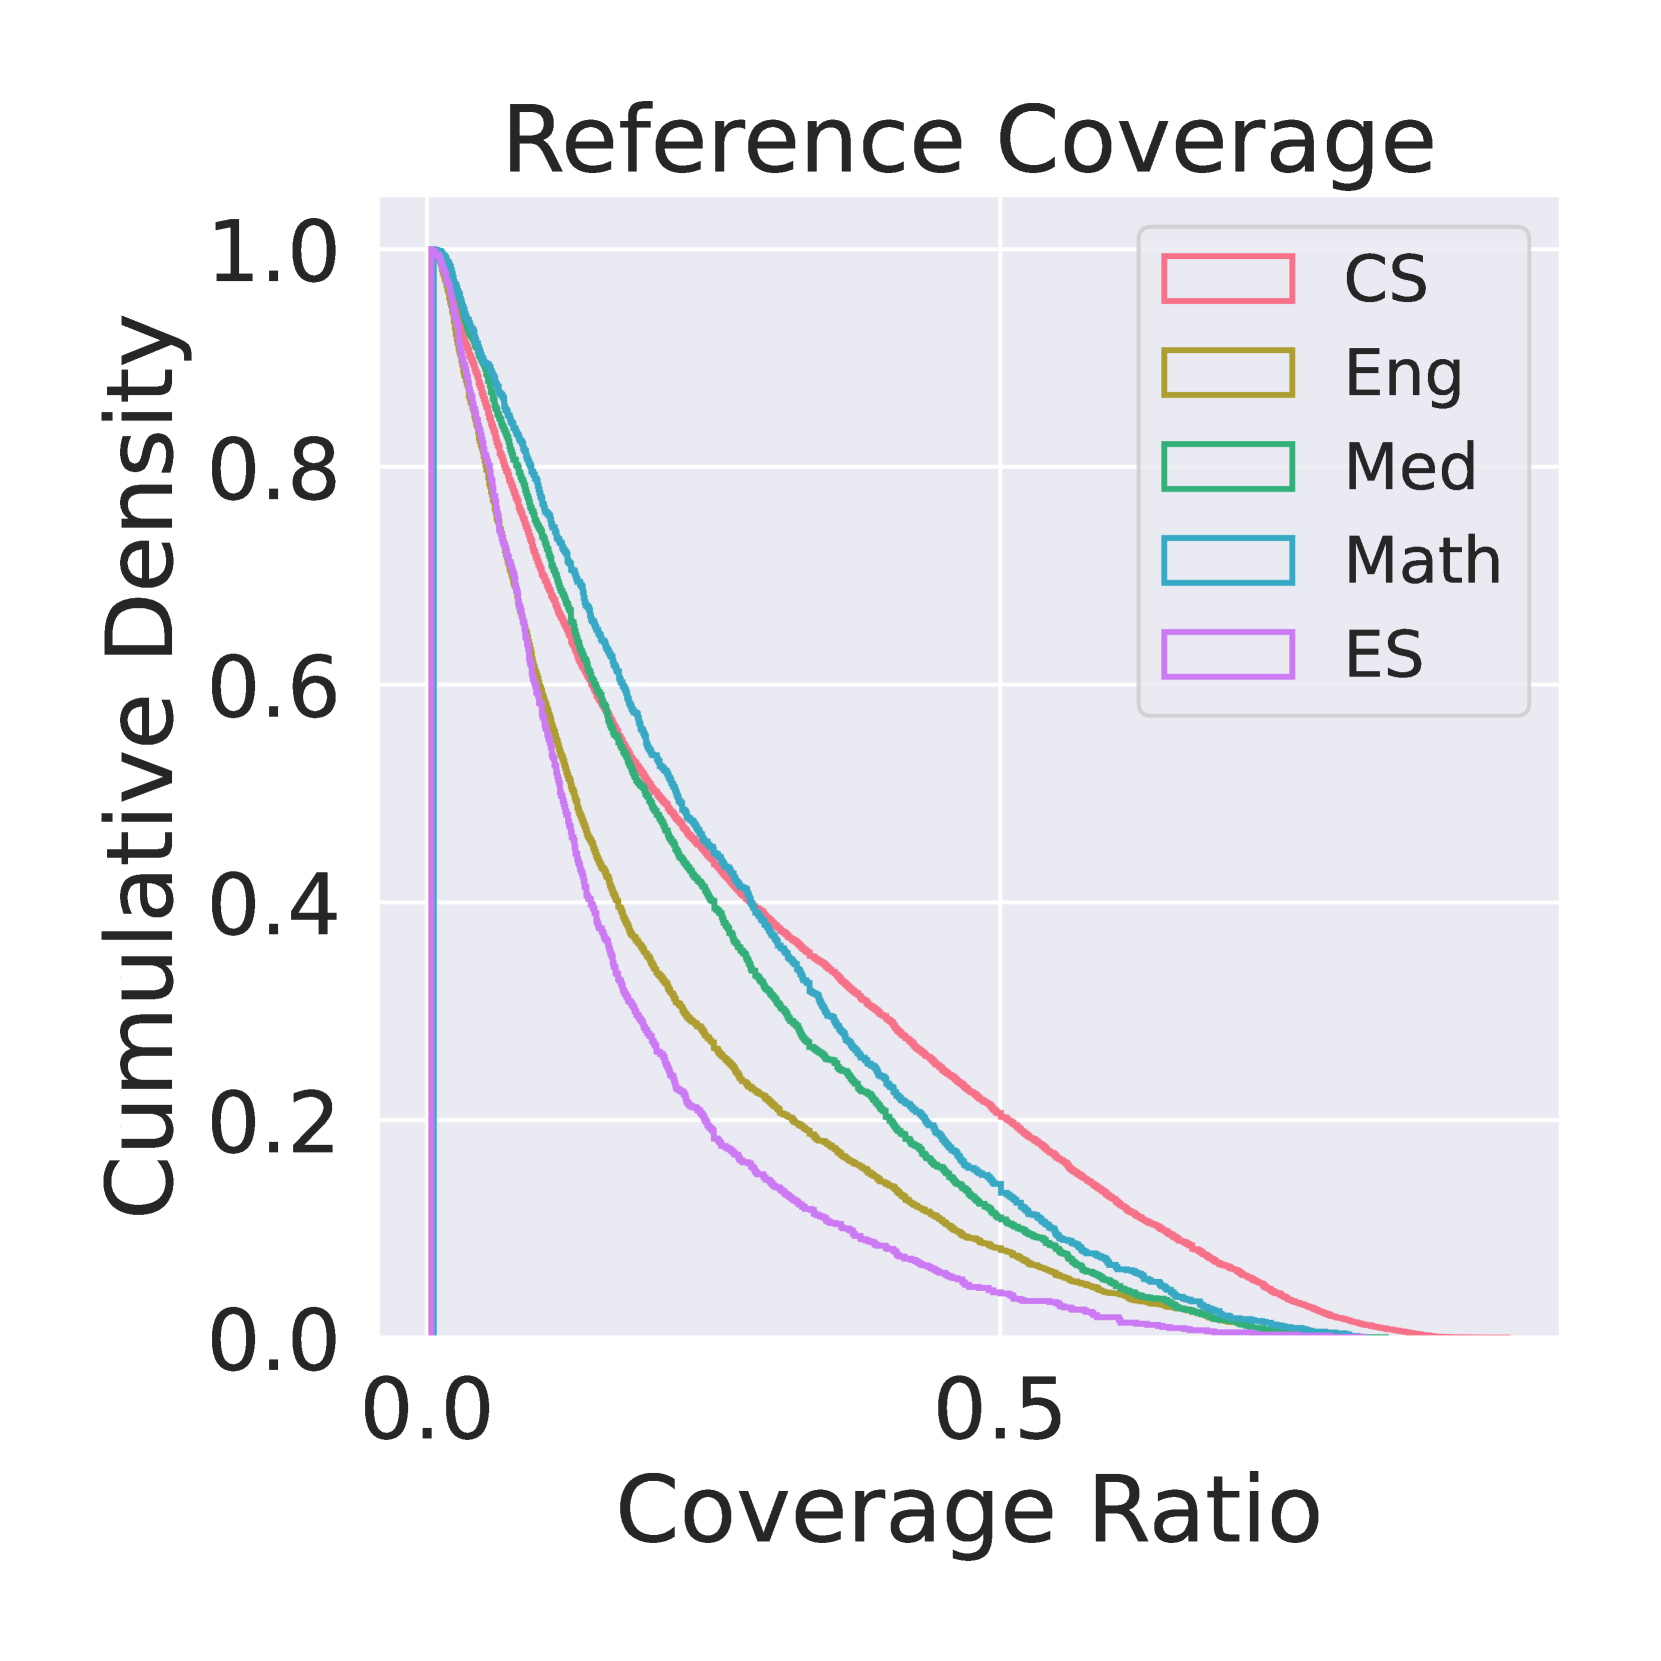 Reference Coverage
CS
Eng
Med
Math
ES
Cumulative Density
1.0
0.8
0.6
0.4
0.2
0.0
0.0
0.5
Coverage Ratio